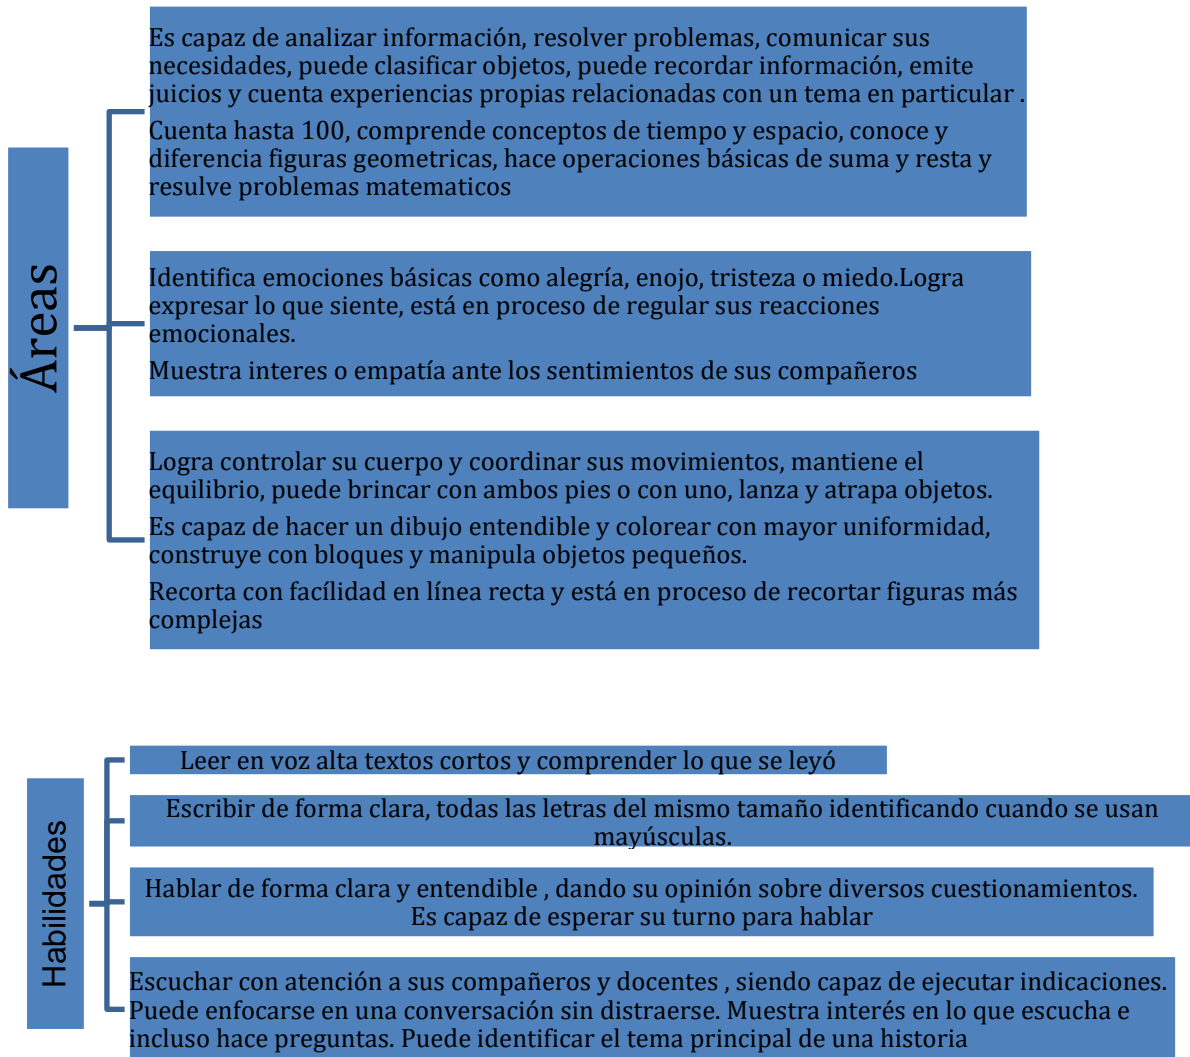 Áreas
Es capaz de analizar información, resolver problemas, comunicar sus
necesidades, puede clasificar objetos, puede recordar información, emite
juicios y cuenta experiencias propias relacionadas con un tema en particular .
Cuenta hasta 100, comprende conceptos de tiempo y espacio, conoce y
diferencia figuras geometricas, hace operaciones básicas de suma y resta y
resulve problemas matematicos
Identifica emociones básicas como alegría, enojo, tristeza o miedo.Logra
expresar lo que siente, está en proceso de regular sus reacciones
emocionales.
Muestra interes o empatía ante los sentimientos de sus compañeros
Logra controlar su cuerpo y coordinar sus movimientos, mantiene el
equilibrio, puede brincar con ambos pies o con uno, lanza y atrapa objetos.
Es capaz de hacer un dibujo entendible y colorear con mayor uniformidad,
construye con bloques y manipula objetos pequeños.
Recorta con facílidad en línea recta y está en proceso de recortar figuras más
complejas
Habilidades
Leer en voz alta textos cortos y comprender lo que se leyó
Escribir de forma clara, todas las letras del mismo tamaño identificando cuando se usan
mayúsculas.
Hablar de forma clara y entendible , dando su opinión sobre diversos cuestionamientos.
Es capaz de esperar su turno para hablar
Escuchar con atención a sus compañeros y docentes , siendo capaz de ejecutar indicaciones.
Puede enfocarse en una conversación sin distraerse. Muestra interés en lo que escucha e
incluso hace preguntas. Puede identificar el tema principal de una historia